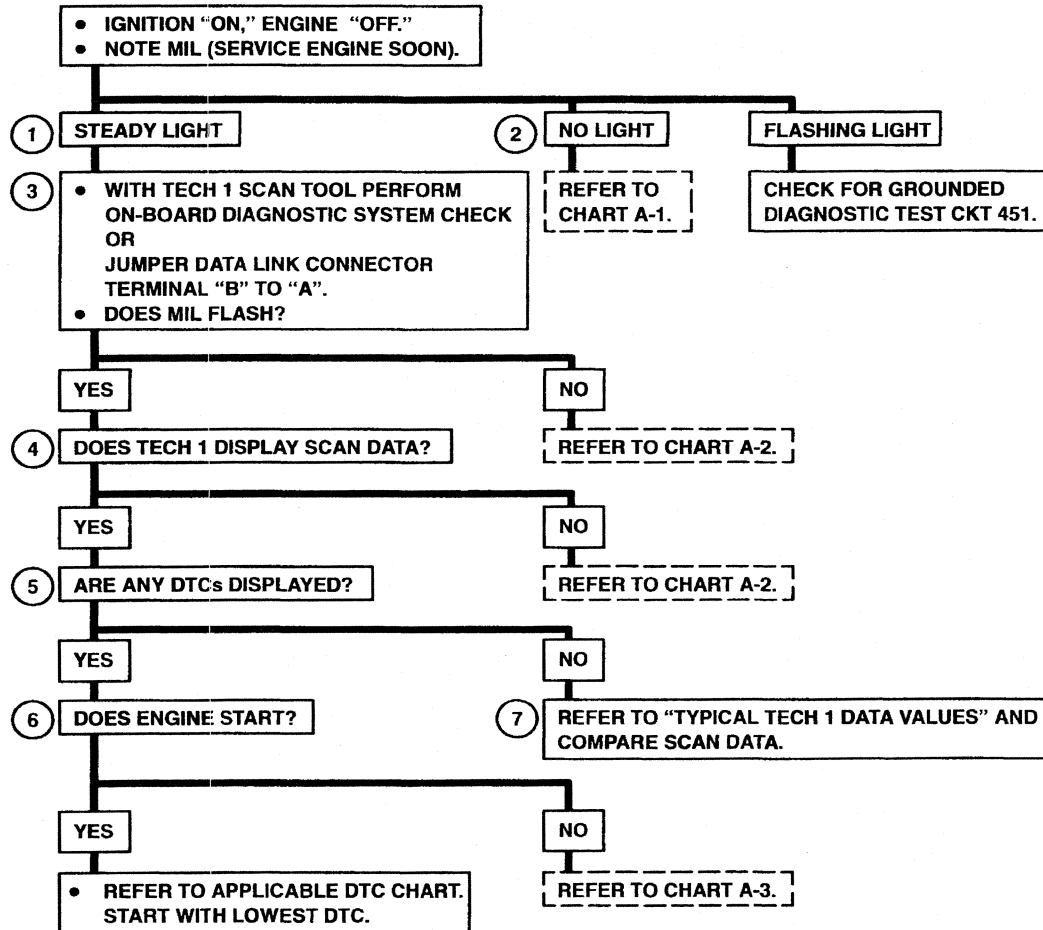 • IGNITION “ON,” ENGINE “OFF.”
• NOTE MIL (SERVICE ENGINE SOON).
1 STEADY LIGHT
2 NO LIGHT
FLASHING LIGHT
3
• WITH TECH 1 SCAN TOOL PERFORM
ON-BOARD DIAGNOSTIC SYSTEM CHECK
OR
JUMPER DATA LINK CONNECTOR
TERMINAL “B” TO “A”.
• DOES MIL FLASH?
REFER TO
CHART A-1.
CHECK FOR GROUNDED
DIAGNOSTIC TEST CKT 451.
YES
NO
4 DOES TECH 1 DISPLAY SCAN DATA?
REFER TO CHART A-2.
YES
NO
5 ARE ANY DTCs DISPLAYED?
REFER TO CHART A-2.
YES
NO
6 DOES ENGINE START?
7 REFER TO “TYPICAL TECH 1 DATA VALUES” AND
COMPARE SCAN DATA.
YES
NO
• REFER TO APPLICABLE DTC CHART.
START WITH LOWEST DTC.
REFER TO CHART A-3.